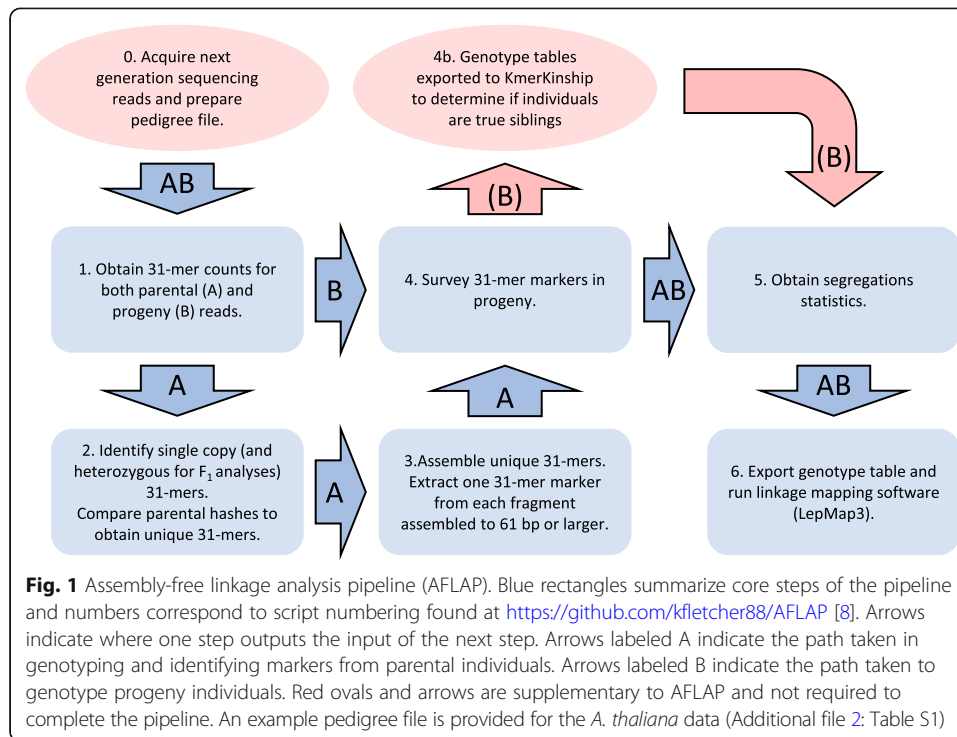 0. Acquire next
generation sequencing
reads and prepare
pedigree file.
4b. Genotype tables
exported to KmerKinship
to determine if individuals
are true siblings
AB
(B)
(B)
1. Obtain 31-mer counts for
both parental (A) and
progeny (B) reads.
B
4. Survey 31-mer markers in
progeny.
AB
5. Obtain segregations
statistics.
A
A
AB
2. Identify single copy (and
heterozygous for F1 analyses)
31-mers.
Compare parental hashes to
obtain unique 31-mers.
A
3.Assemble unique 31-mers.
Extract one 31-mer marker
from each fragment
assembled to 61 bp or larger.
6. Export genotype table and
run linkage mapping software
(LepMap3).
Fig. 1 Assembly-free linkage analysis pipeline (AFLAP). Blue rectangles summarize core steps of the pipeline
and numbers correspond to script numbering found at https://github.com/kfletcher88/AFLAP [8]. Arrows
indicate where one step outputs the input of the next step. Arrows labeled A indicate the path taken in
genotyping and identifying markers from parental individuals. Arrows labeled B indicate the path taken to
genotype progeny individuals. Red ovals and arrows are supplementary to AFLAP and not required to
complete the pipeline. An example pedigree file is provided for the A. thaliana data (Additional file 2: Table S1)